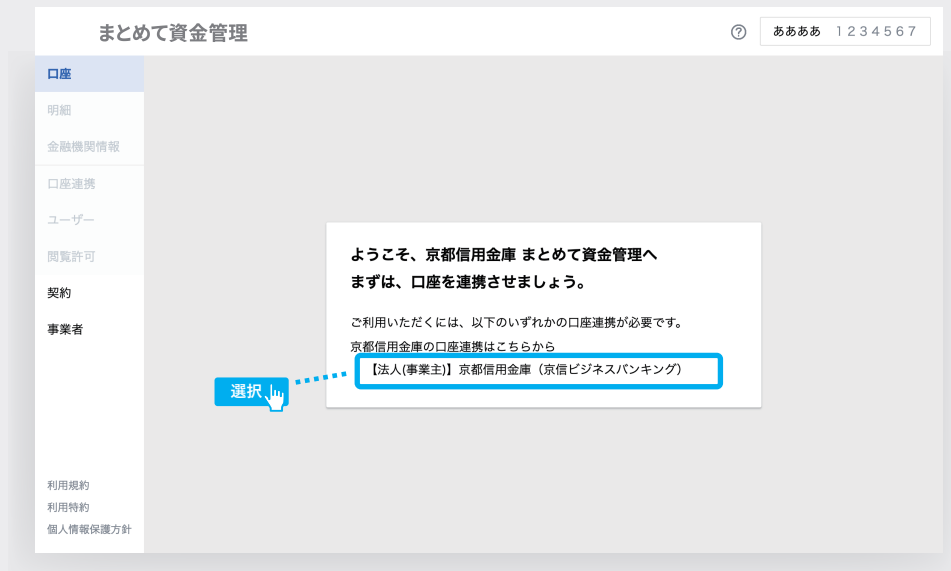 まとめて資金管理
ああああ 1234567
口座
明細
金融機関情報
口座連携
ユーザー
閲覧許可
契約
事業者
ようこそ、京都信用金庫 まとめて資金管理へ
まずは、口座を連携させましょう。
ご利用いただくには、以下のいずれかの口座連携が必要です。
京都信用金庫の口座連携はこちらから
【法人(事業主)】京都信用金庫（京信ビジネスバンキング）
選択
利用規約
利用特約
個人情報保護方針